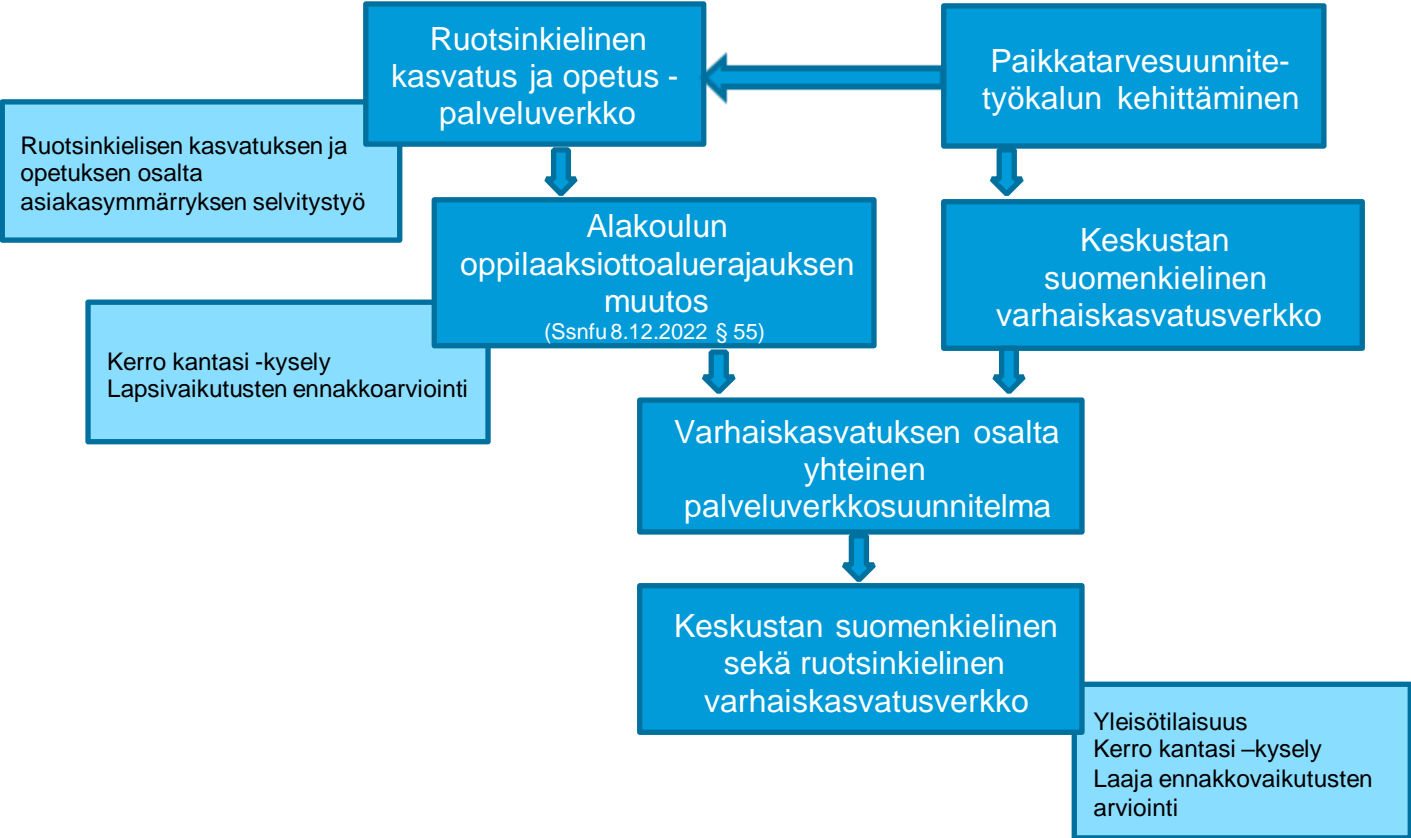 Ruotsinkielinen
kasvatus ja opetus -
palveluverkko
Paikkatarvesuunnite-
työkalun kehittäminen
Ruotsinkielisen kasvatuksen ja
opetuksen osalta
asiakasymmärryksen selvitystyö
Alakoulun
oppilaaksiottoaluerajauksen
muutos
(Ssnfu 8.12.2022 § 55)
Keskustan
suomenkielinen
varhaiskasvatusverkko
Kerro kantasi -kysely
Lapsivaikutusten ennakkoarviointi
Varhaiskasvatuksen osalta
yhteinen
palveluverkkosuunnitelma
Keskustan suomenkielinen
sekä ruotsinkielinen
varhaiskasvatusverkko
Yleisötilaisuus
Kerro kantasi –kysely
Laaja ennakkovaikutusten
arviointi